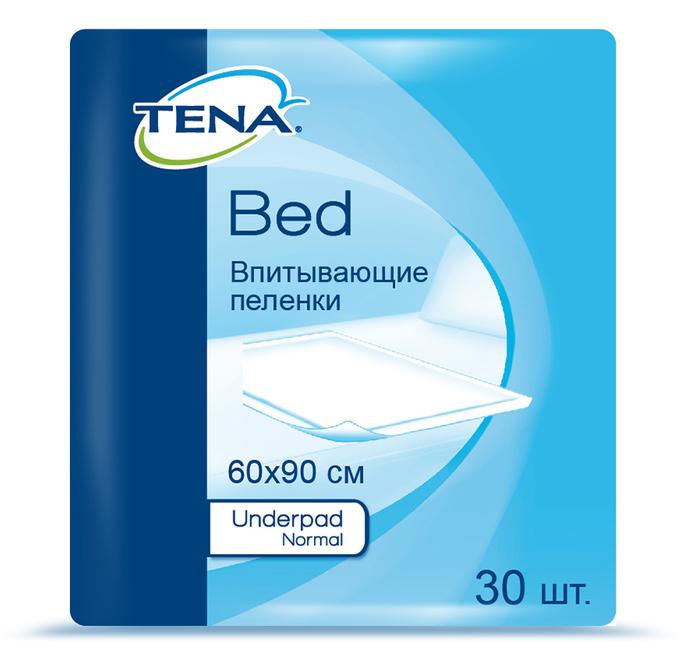 TENA®
Bed
Впитывающие
пеленки
60x90 см
Underpad
Normal
30 шт.